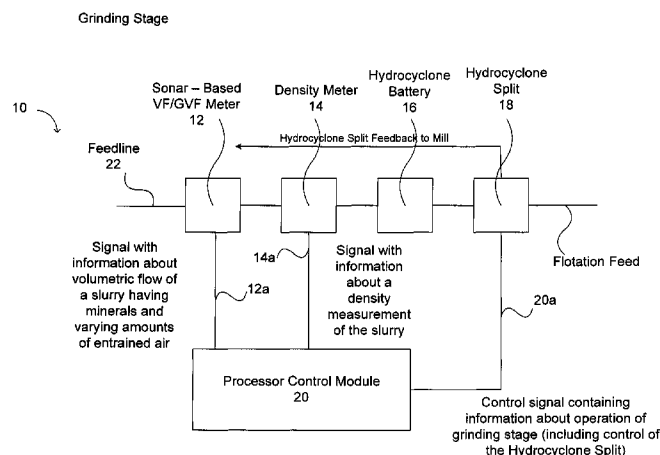 Grinding Stage
10
Sonar – Based
VF/GVF Meter
12
Density Meter
14
Hydrocyclone
Battery
16
Hydrocyclone
Split
18
Hydrocyclone Split Feedback to Mill
Feedline
22
Flotation Feed
Signal with
information about
volumetric flow of
a slurry having
minerals and
varying amounts
of entrained air
12a
14a
Signal with
information
about a
density
measurement
of the slurry
20a
Processor Control Module
20
Control signal containing
information about operation of
grinding stage (including control of
the Hydrocyclone Split)